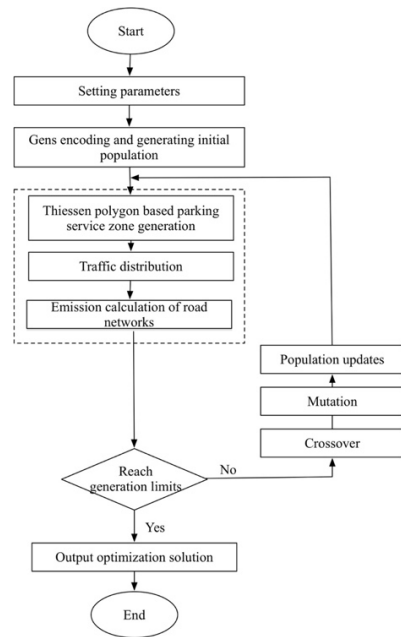 Start
Setting parameters
Gens encoding and generating initial
population
Thiessen polygon based parking
service zone generation
Traffic distribution
Emission calculation of road
networks
Population updates
Mutation
Crossover
Reach
generation limits
No
Yes
Output optimization solution
End